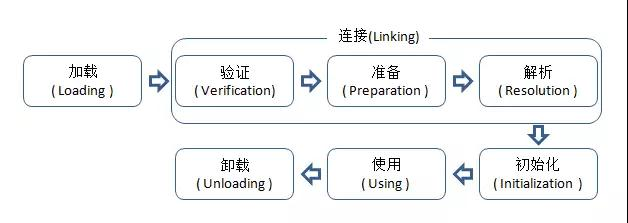 连接(Linking)
加载
( Loading )
验证
( Verification)
准备
( Preparation )
解析
( Resolution )
初始化
( Initialization )
使用
( Using )
卸载
( Unloading )